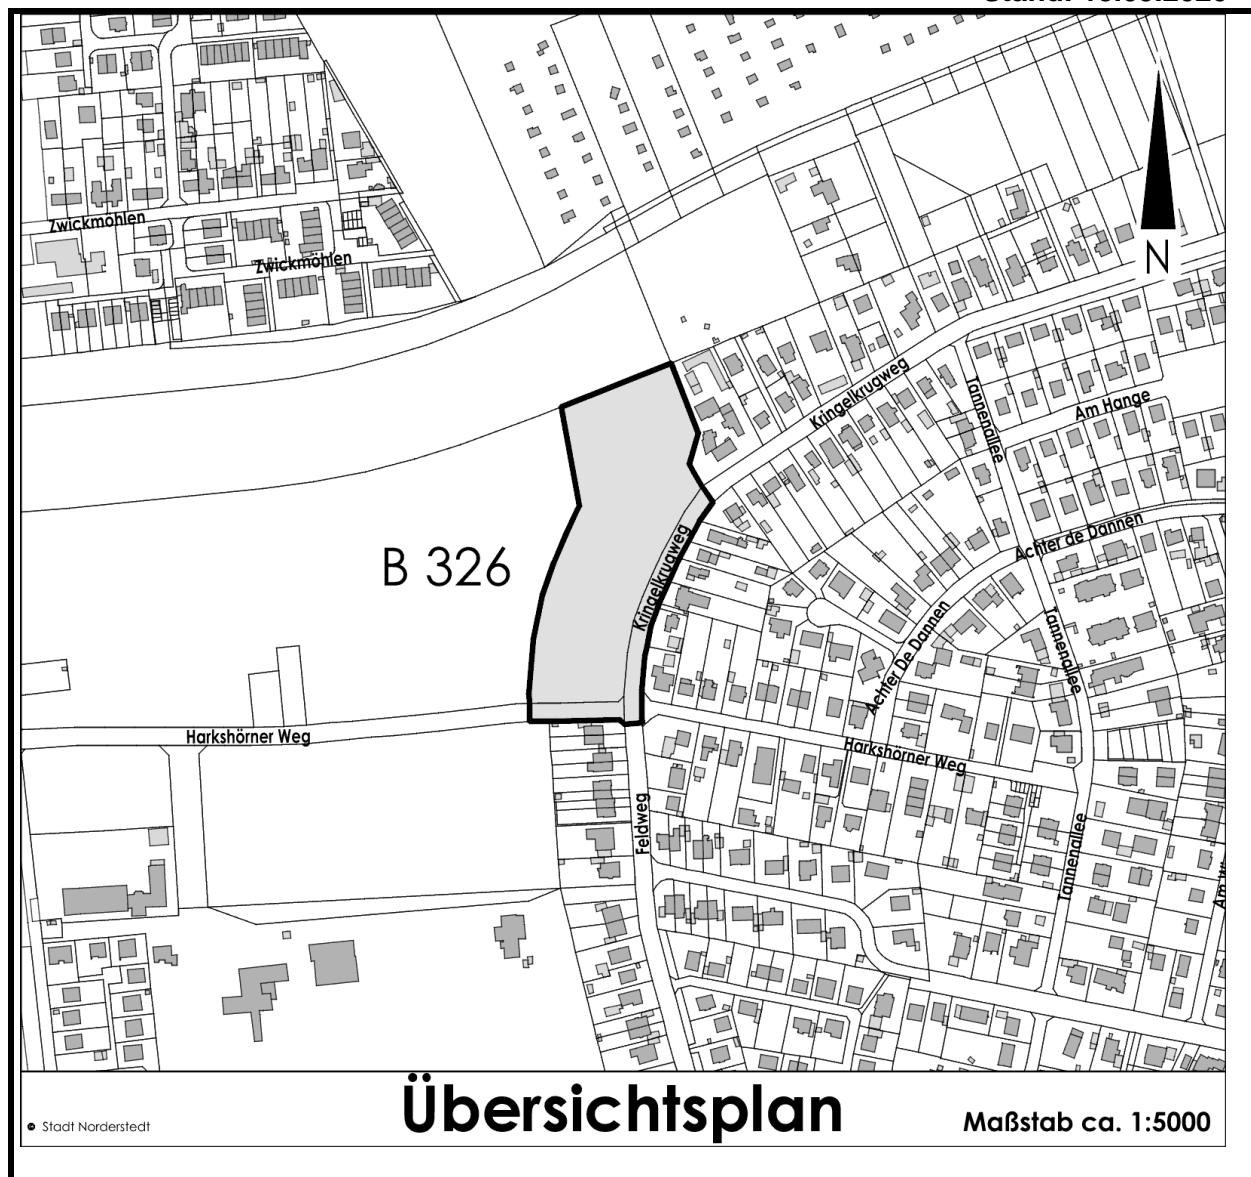 Zwickmöhlen
Zwickmöhlen
N
Kringelkrugweg
Tannenallee
Am Hange
Achter de Dannen
B 326
Kringelkrugweg
Achter De Dannen
Tannenallee
Harkshörner Weg
Harkshörner Weg
Feldweg
Tannenallee
Am
Übersichtsplan
© Stadt Norderstedt
Maßstab ca. 1:5000